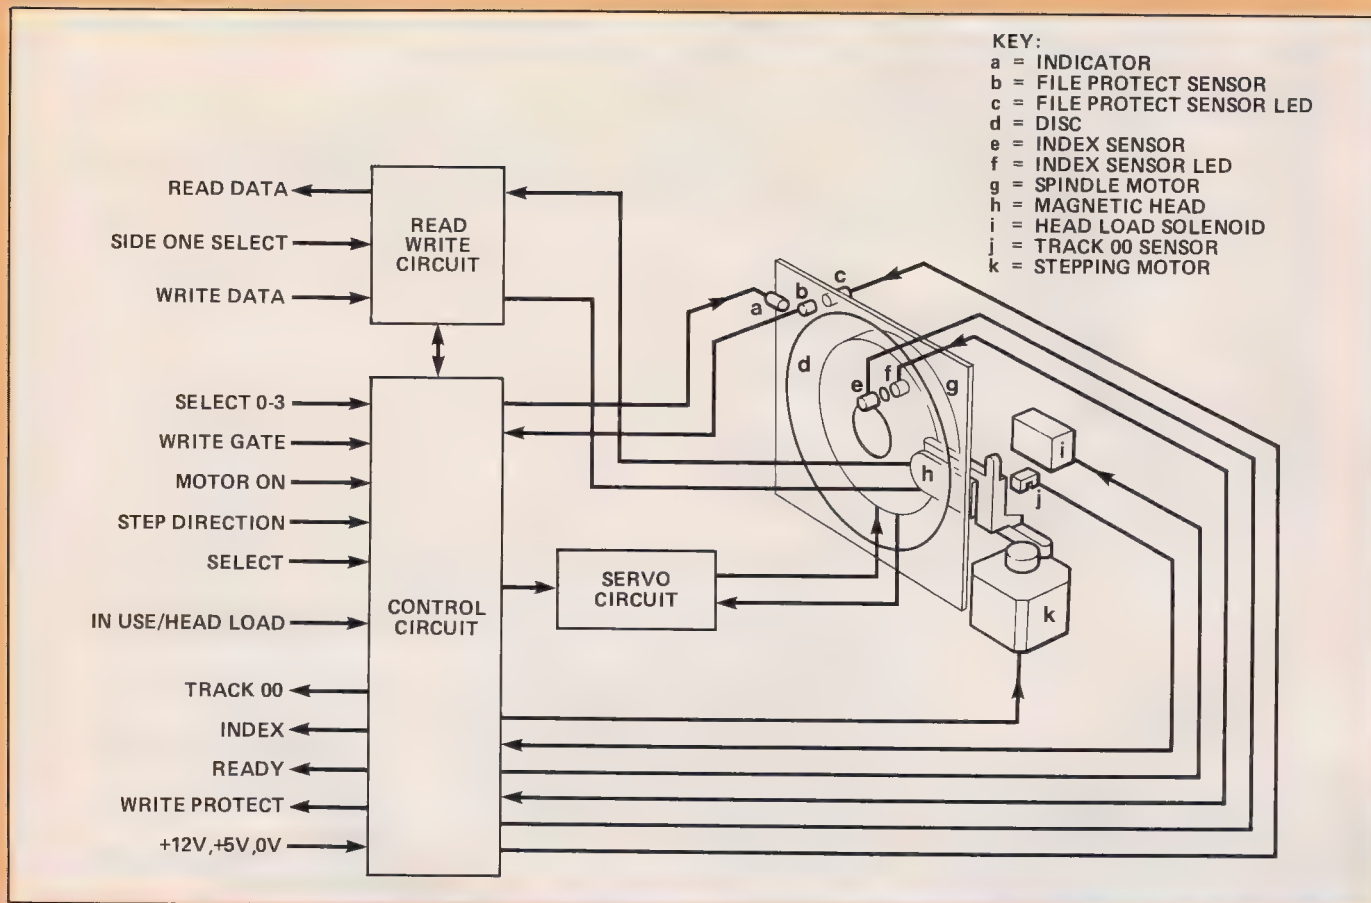 KEY:
a = INDICATOR
b = FILE PROTECT SENSOR
c = FILE PROTECT SENSOR LED
d = DISC
e = INDEX SENSOR
f = INDEX SENSOR LED
g = SPINDLE MOTOR
h = MAGNETIC HEAD
i = HEAD LOAD SOLENOID
j = TRACK 00 SENSOR
k = STEPPING MOTOR
READ DATA
SIDE ONE SELECT
WRITE DATA
READ
WRITE
CIRCUIT
SELECT 0-3
WRITE GATE
MOTOR ON
STEP DIRECTION
SELECT
IN USE/HEAD LOAD
TRACK 00
INDEX
READY
WRITE PROTECT
+12V,+5V,0V
CONTROL
CIRCUIT
SERVO
CIRCUIT
a
b
c
d
e
f
g
h
i
j
k